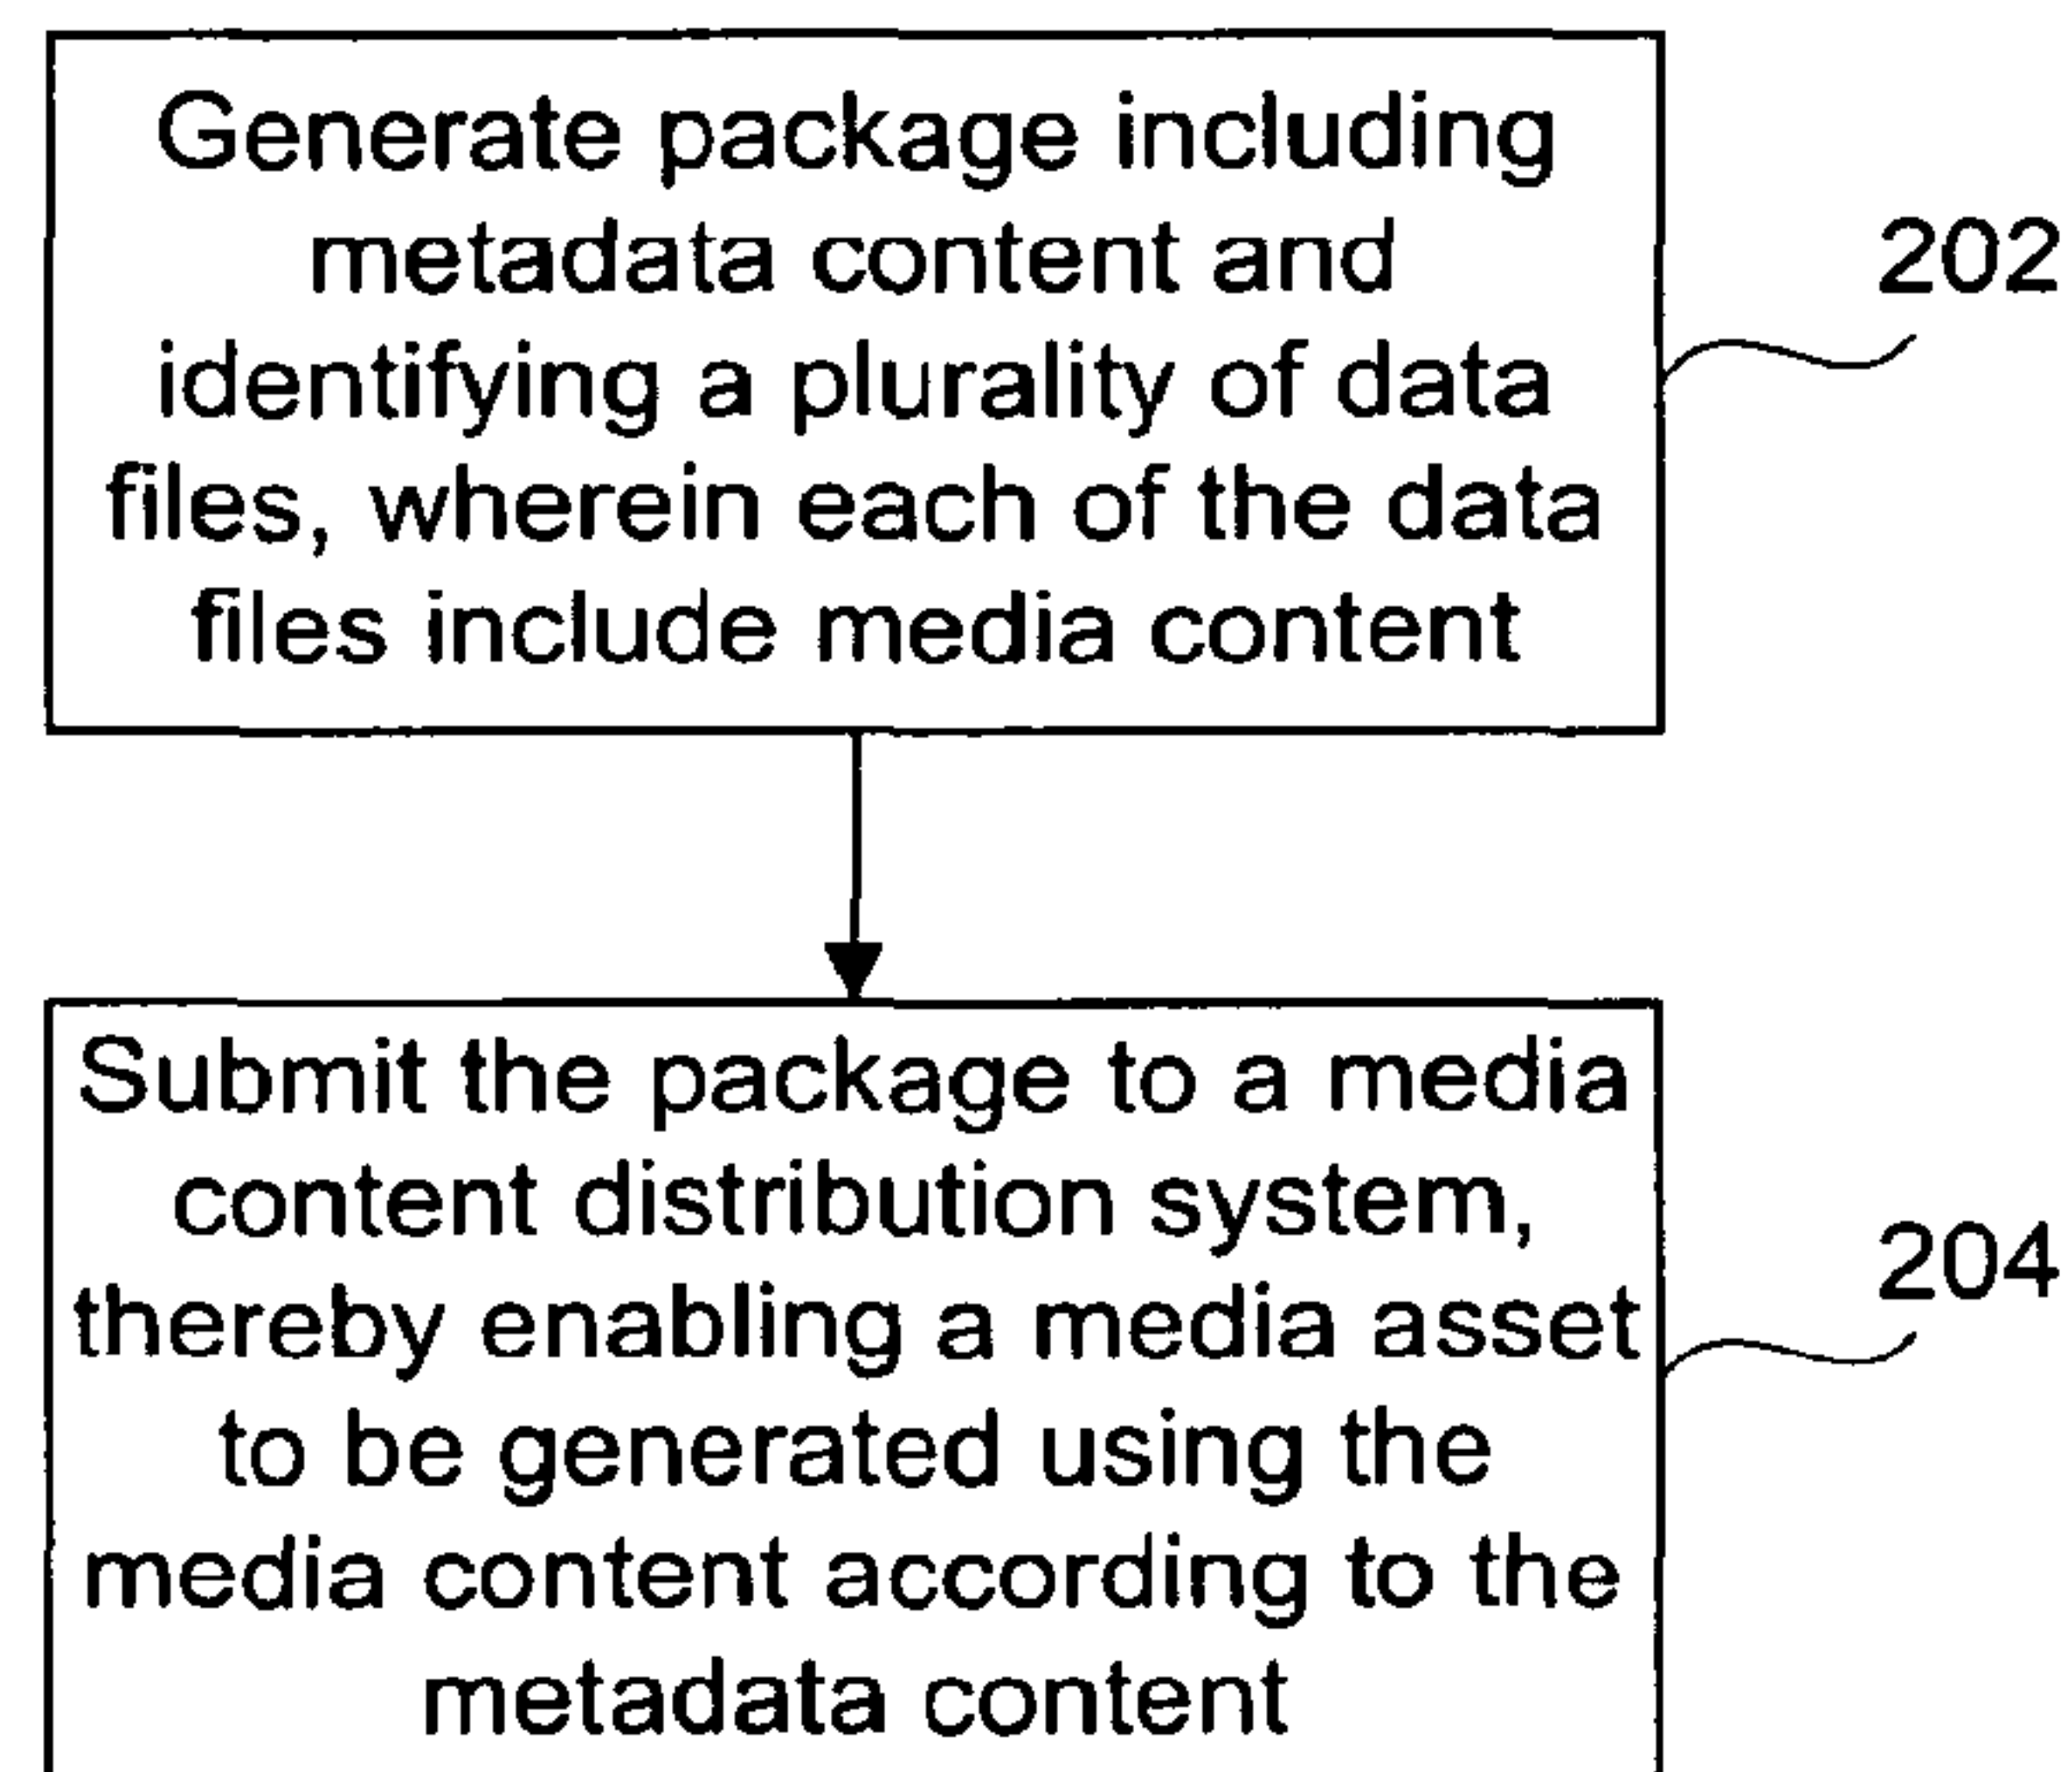 Generate package including
metadata content and
identifying a plurality of data
files, wherein each of the data
files include media content
202
Submit the package to a media
content distribution system,
thereby enabling a media asset
to be generated using the
media content according to the
metadata content
204